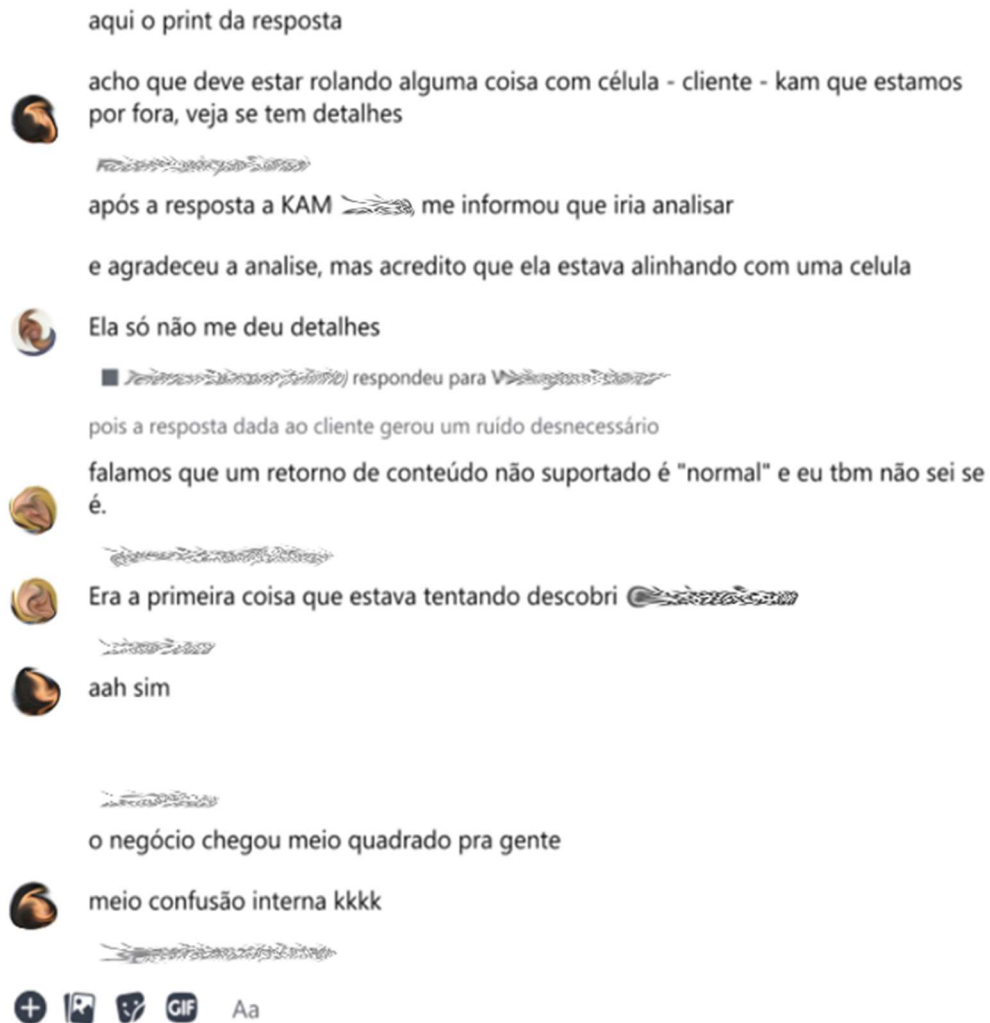 aqui o print da resposta
acho que deve estar rolando alguma coisa com célula - cliente - kam que estamos
por fora, veja se tem detalhes
após a resposta a KAM me informou que iria analisar
e agradeceu a analise, mas acredito que ela estava alinhando com uma celula
Ela só não me deu detalhes
respondeu para
pois a resposta dada ao cliente gerou um ruído desnecessário
falamos que um retorno de conteúdo não suportado é "normal" e eu tbm não sei se
é.
Era a primeira coisa que estava tentando descobri
aah sim
o negócio chegou meio quadrado pra gente
meio confusão interna kkkk
GIF Aa